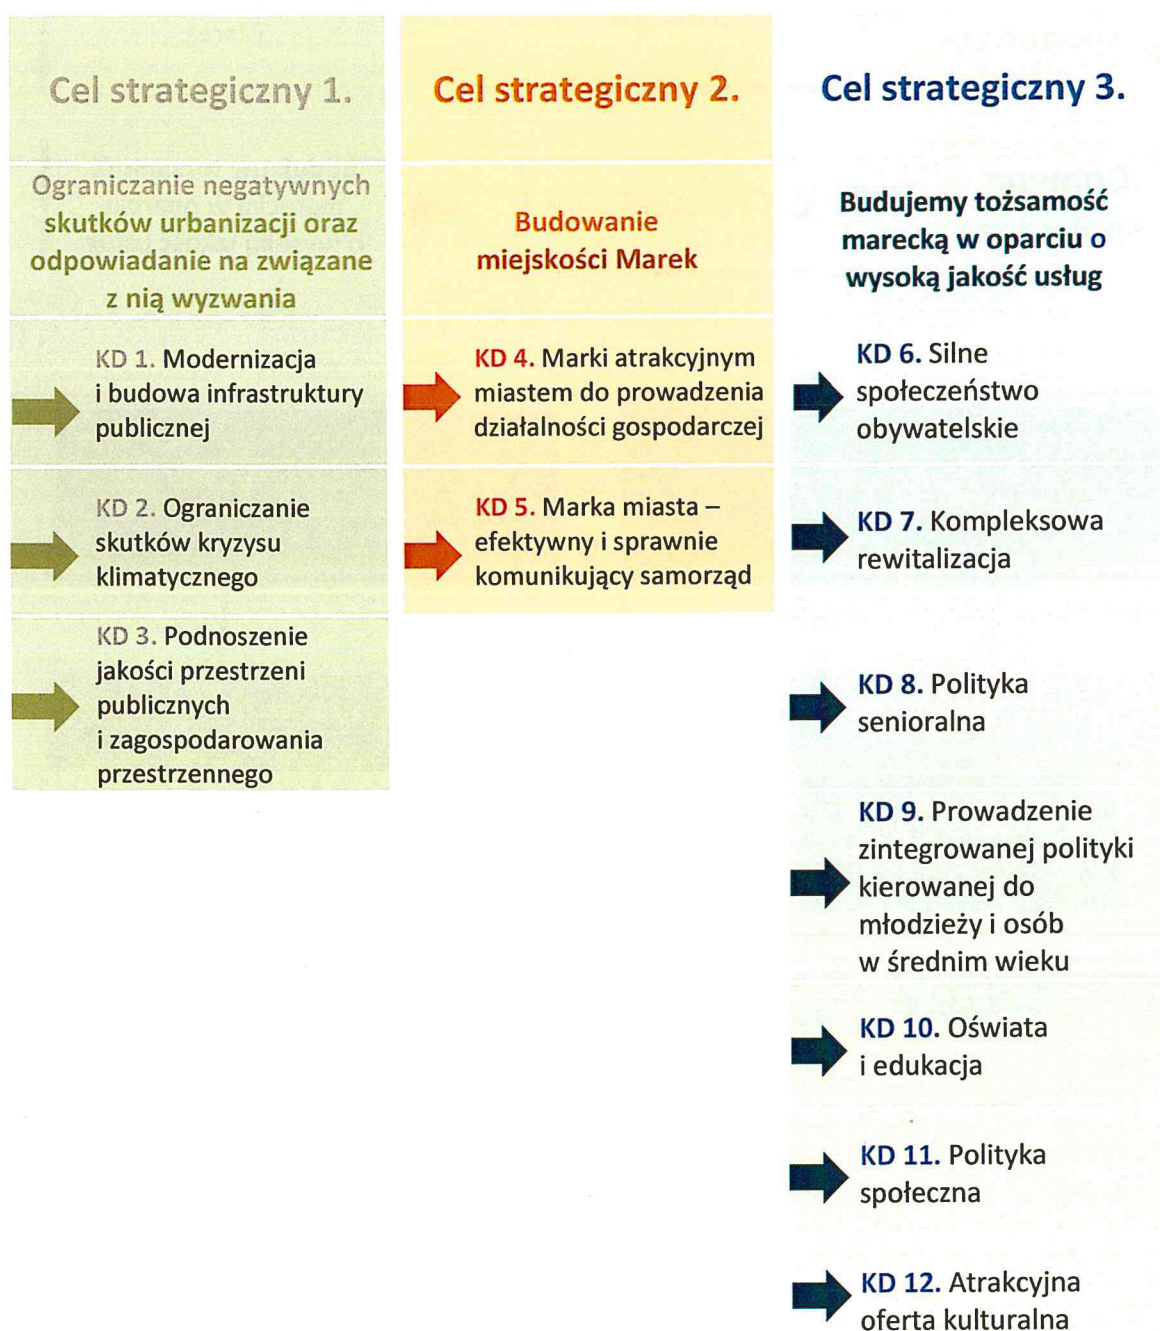 Cel strategiczny 1.
Ograniczanie negatywnych
skutków urbanizacji oraz
odpowiadanie na związane
z nią wyzwania
KD 1. Modernizacja
i budowa infrastruktury
publicznej
KD 2. Ograniczanie
skutków kryzysu
klimatycznego
KD 3. Podnoszenie
jakości przestrzeni
publicznych
i zagospodarowania
przestrzennego
Cel strategiczny 2.
Budowanie
miejskości Marek
KD 4. Marki atrakcyjnym
miastem do prowadzenia
działalności gospodarczej
KD 5. Marka miasta –
efektywny i sprawnie
komunikujący samorząd
Cel strategiczny 3.
Budujemy tożsamość
marecką w oparciu o
wysoką jakość usług
KD 6. Silne
społeczeństwo
obywatelskie
KD 7. Kompleksowa
rewitalizacja
KD 8. Polityka
senioralna
KD 9. Prowadzenie
zintegrowanej polityki
kierowanej do
młodzieży i osób
w średnim wieku
KD 10. Oświata
i edukacja
KD 11. Polityka
społeczna
KD 12. Atrakcyjna
oferta kulturalna